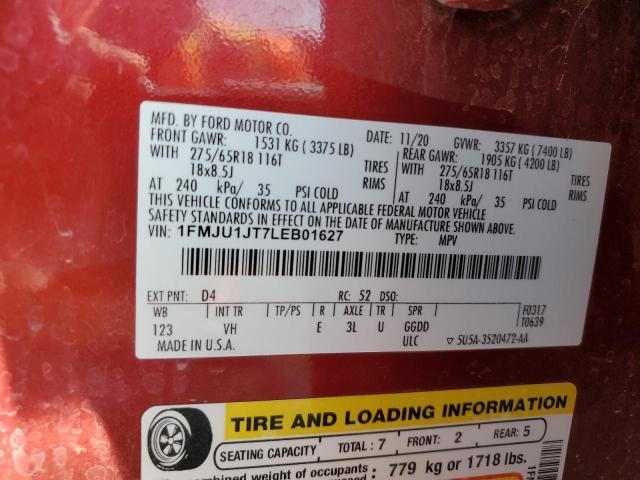 MFD. BY FORD MOTOR CO.
DATE: 11/20 GVWR: 3357 KG ( 7400 LB)
FRONT GAWR: 1531 KG ( 3375 LB) REAR GAWR: 1905 KG ( 4200 LB)
WITH 275/65R18 116T TIRES WITH 275/65R18 116T TIRES
18x8.5J RIMS 18x8.5J RIMS
AT 240 kPa/ 35 PSI COLD AT 240 kPa/ 35 PSI COLD
THIS VEHICLE CONFORMS TO ALL APPLICABLE FEDERAL MOTOR VEHICLE
SAFETY STANDARDS IN EFFECT ON THE DATE OF MANUFACTURE SHOWN ABOVE.
VIN: 1FMJU1JT7LEB01627 TYPE: MPV
EXT PNT: D4 RC: 52 DSO:
WB INT TR TP/PS R AXLE TR SPR F0317
123 VH E 3L U GGDD T0639
MADE IN U.S.A. ULC 5U5A-3520472-AA
TIRE AND LOADING INFORMATION
SEATING CAPACITY TOTAL: 7 FRONT: 2 REAR: 5
combined weight of occupants 779 kg or 1718 lbs.